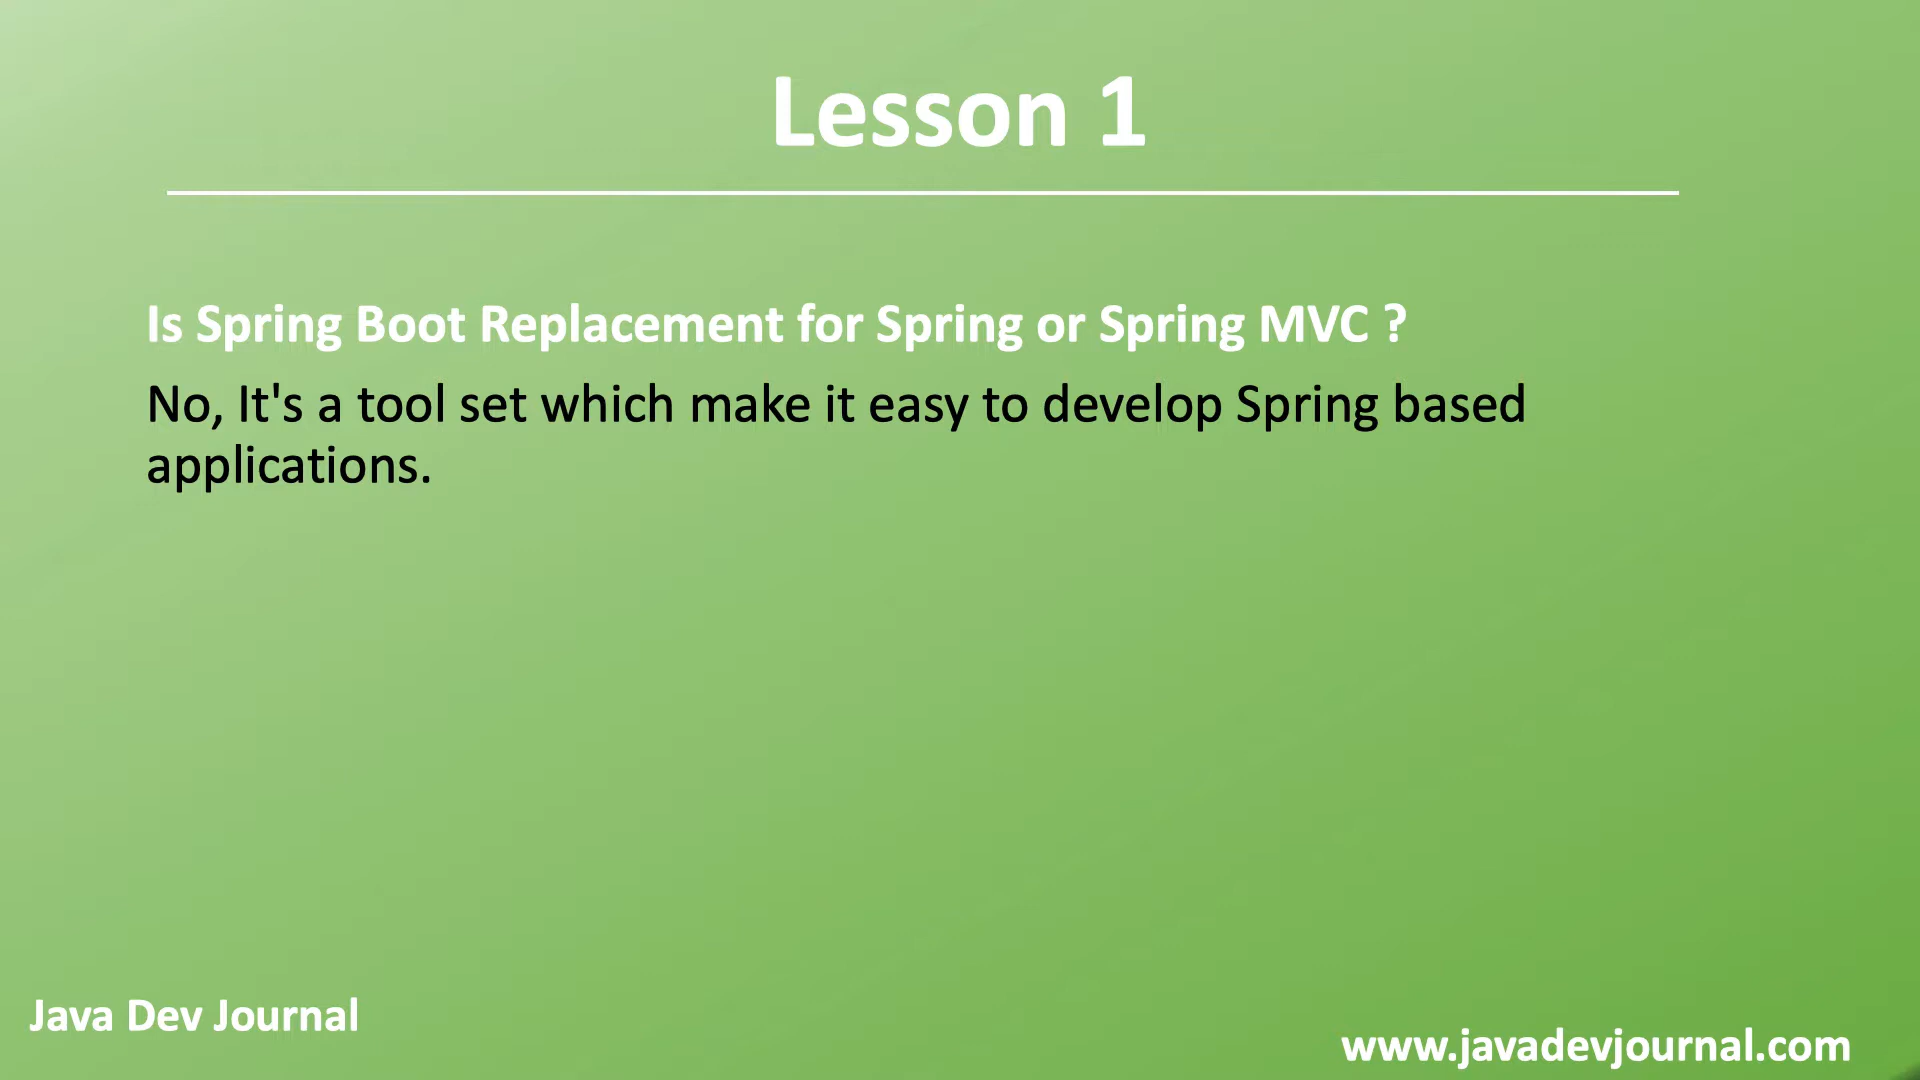 Lesson 1
Is Spring Boot Replacement for Spring or Spring MVC ?
No, It's a tool set which make it easy to develop Spring based
applications.
Java Dev Journal
www.javadevjournal.com